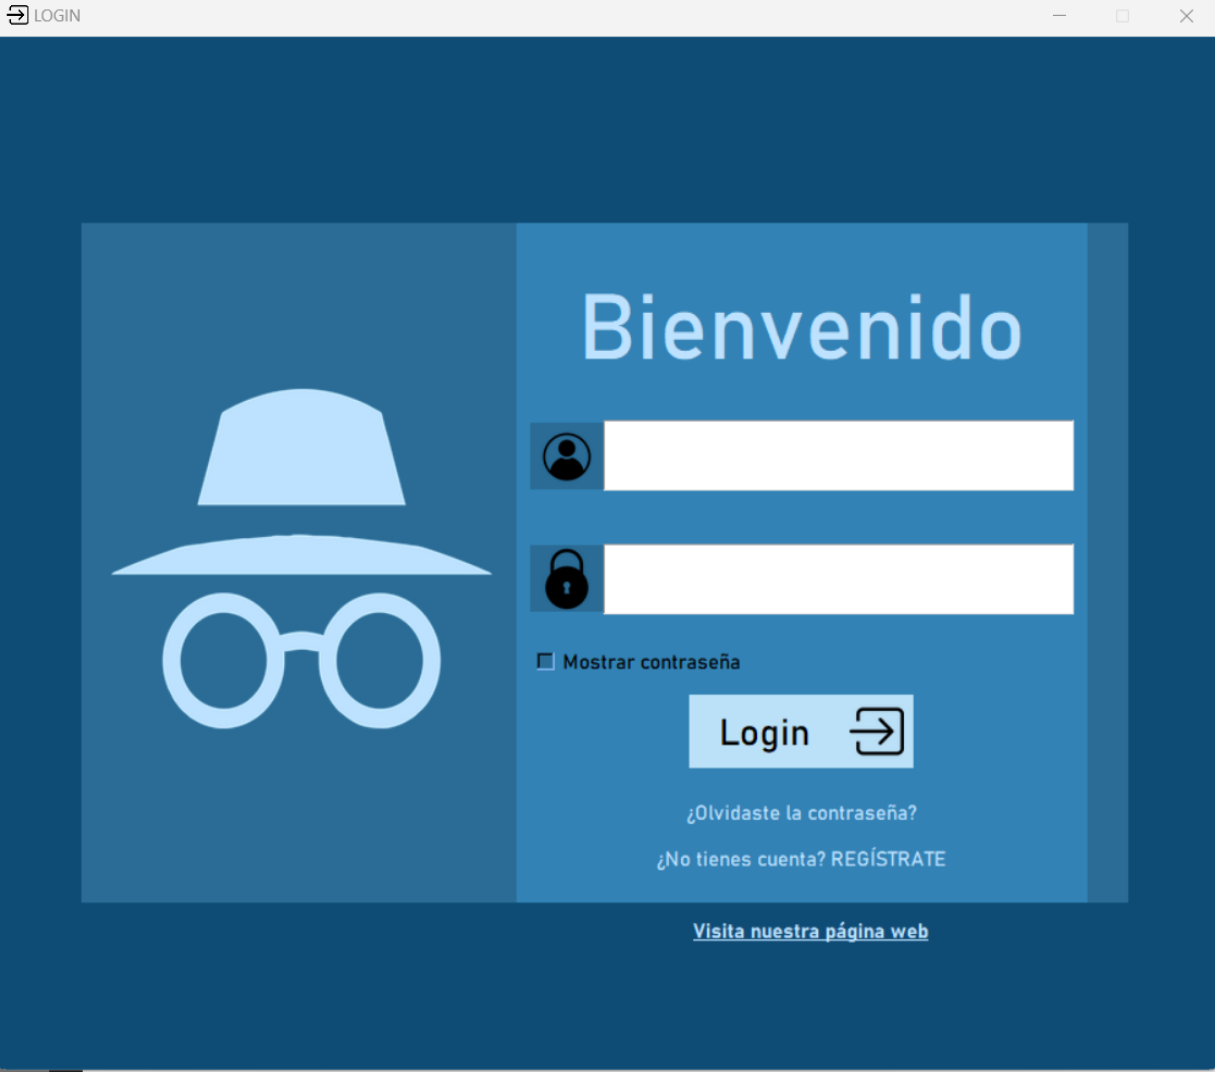 LOGIN
Bienvenido
Mostrar contraseña
Login
¿Olvidaste la contraseña?
¿No tienes cuenta? REGÍSTRATE
Visita nuestra página web